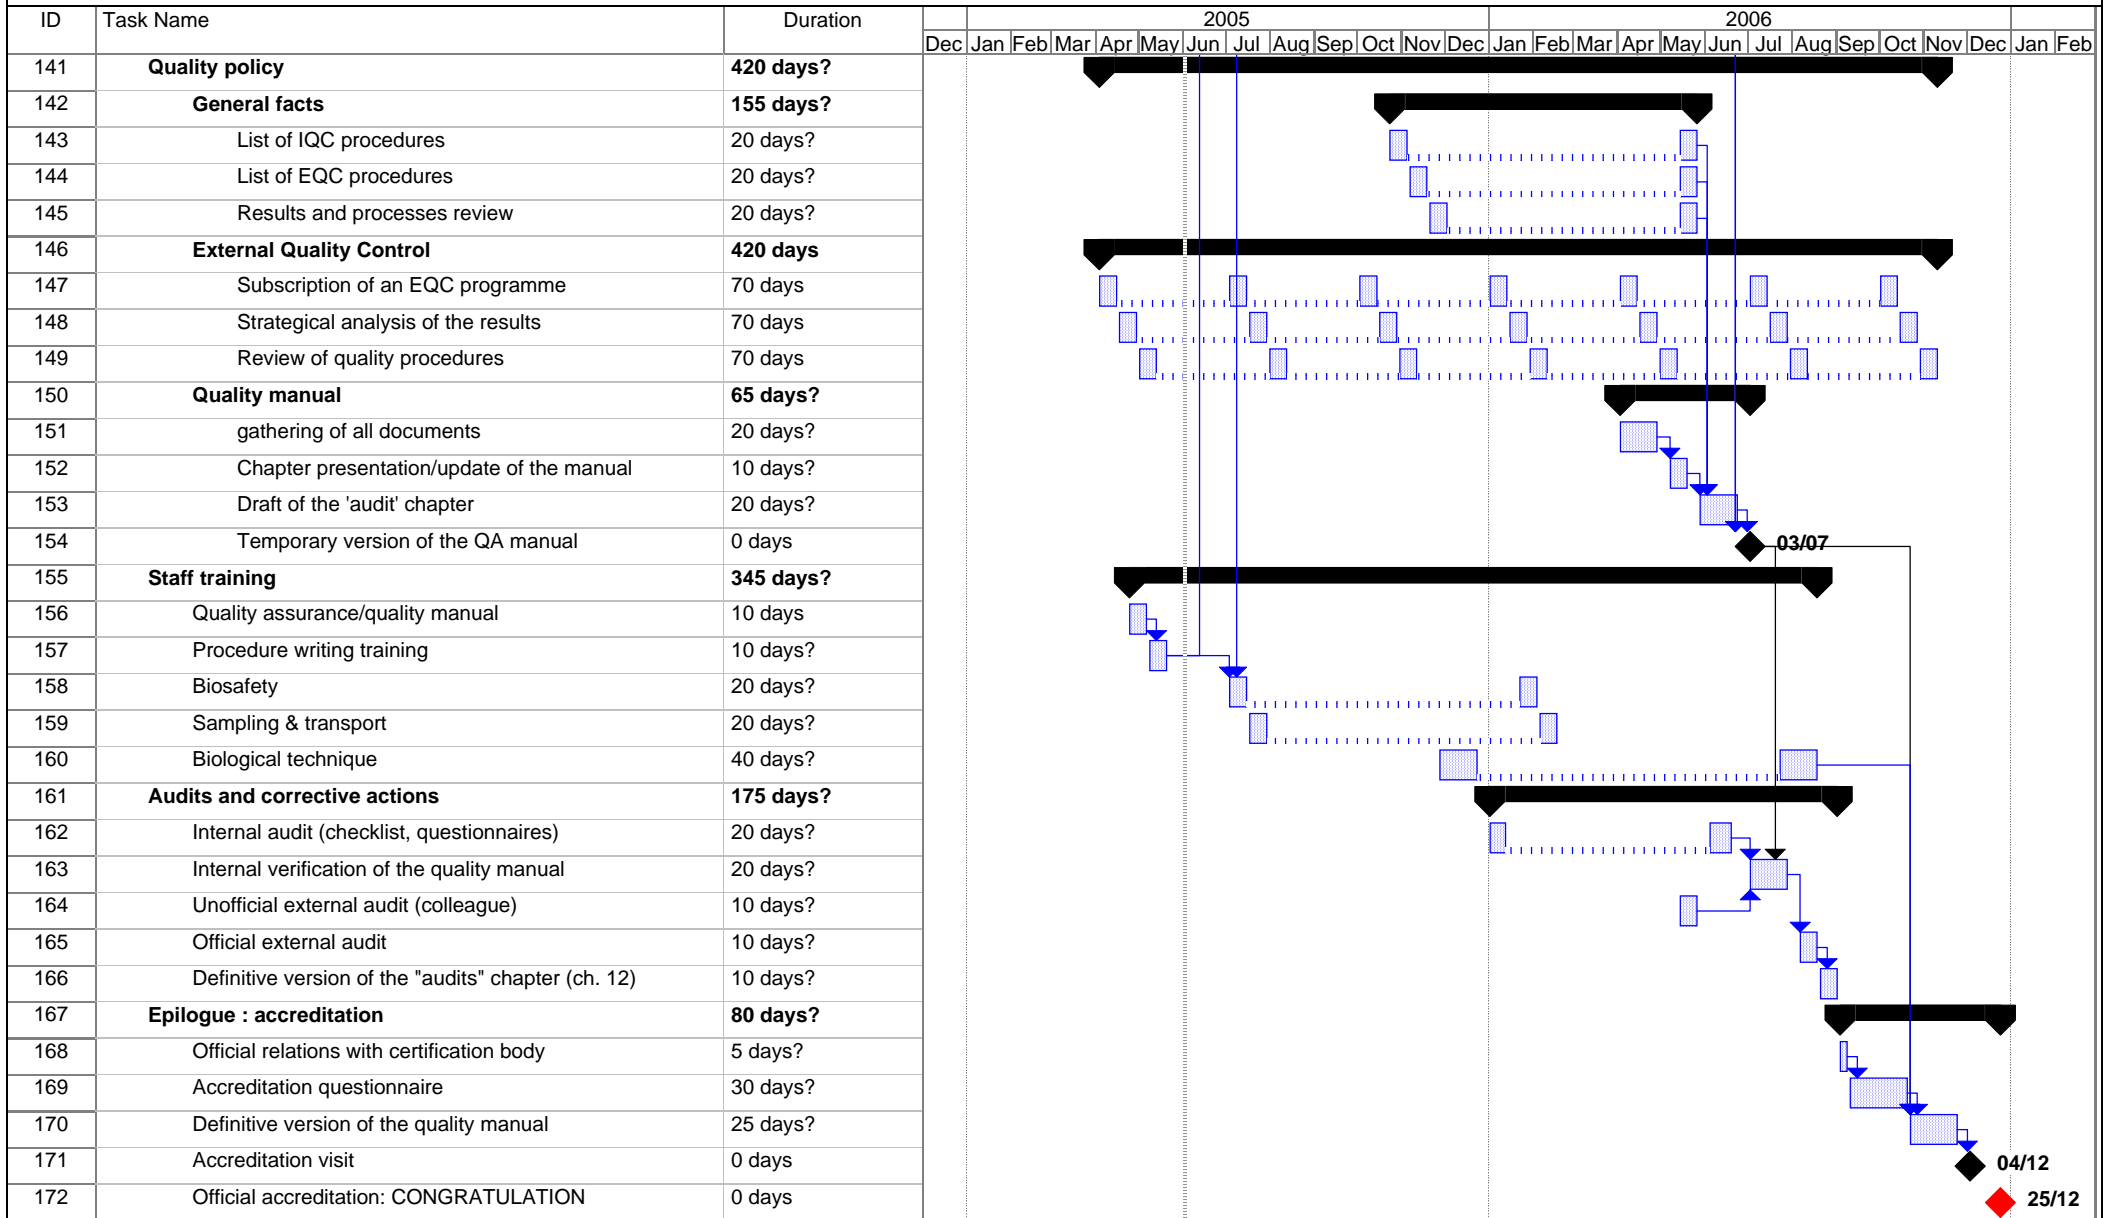 ID Task Name Duration 2005 2006
Dec Jan Feb Mar Apr May Jun Jul Aug Sep Oct Nov Dec Jan Feb Mar Apr May Jun Jul Aug Sep Oct Nov Dec Jan Feb
141 Quality policy 420 days?
142 General facts 155 days?
143 List of IQC procedures 20 days?
144 List of EQC procedures 20 days?
145 Results and processes review 20 days?
146 External Quality Control 420 days
147 Subscription of an EQC programme 70 days
148 Strategical analysis of the results 70 days
149 Review of quality procedures 70 days
150 Quality manual 65 days?
151 gathering of all documents 20 days?
152 Chapter presentation/update of the manual 10 days?
153 Draft of the 'audit' chapter 20 days?
154 Temporary version of the QA manual 0 days 03/07
155 Staff training 345 days?
156 Quality assurance/quality manual 10 days
157 Procedure writing training 10 days?
158 Biosafety 20 days?
159 Sampling & transport 20 days?
160 Biological technique 40 days?
161 Audits and corrective actions 175 days?
162 Internal audit (checklist, questionnaires) 20 days?
163 Internal verification of the quality manual 20 days?
164 Unofficial external audit (colleague) 10 days?
165 Official external audit 10 days?
166 Definitive version of the "audits" chapter (ch. 12) 10 days?
167 Epilogue : accreditation 80 days?
168 Official relations with certification body 5 days?
169 Accreditation questionnaire 30 days?
170 Definitive version of the quality manual 25 days?
171 Accreditation visit 0 days 04/12
172 Official accreditation: CONGRATULATION 0 days 25/12